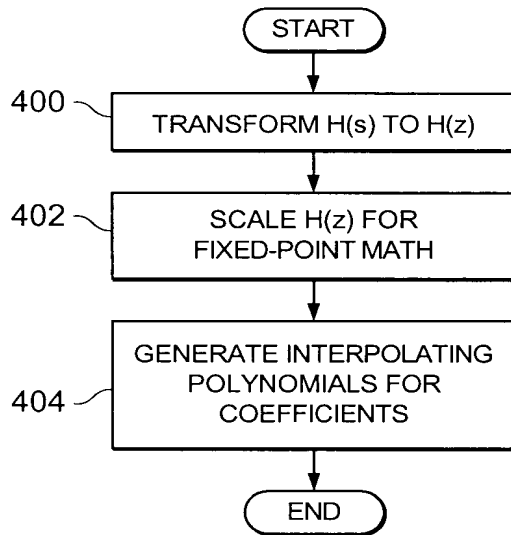 START
400
TRANSFORM H(s) TO H(z)
402
SCALE H(z) FOR
FIXED-POINT MATH
404
GENERATE INTERPOLATING
POLYNOMIALS FOR
COEFFICIENTS
END